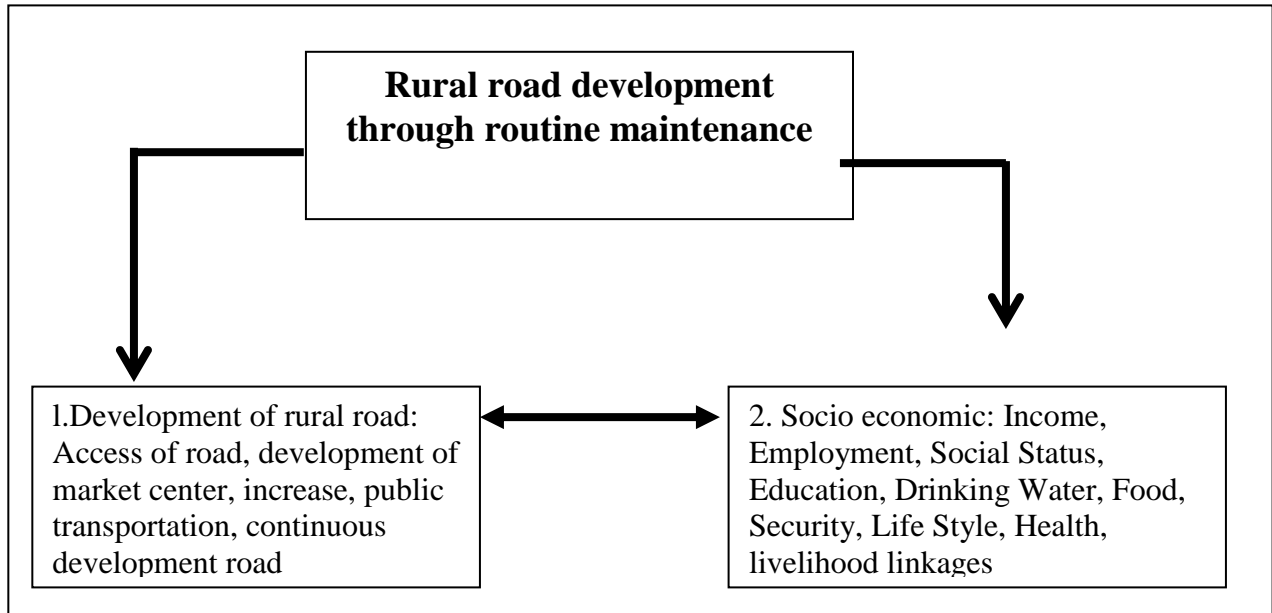 Rural road development
through routine maintenance
l.Development of rural road:
Access of road, development of
market center, increase, public
transportation, continuous
development road
2. Socio economic: Income,
Employment, Social Status,
Education, Drinking Water, Food,
Security, Life Style, Health,
livelihood linkages